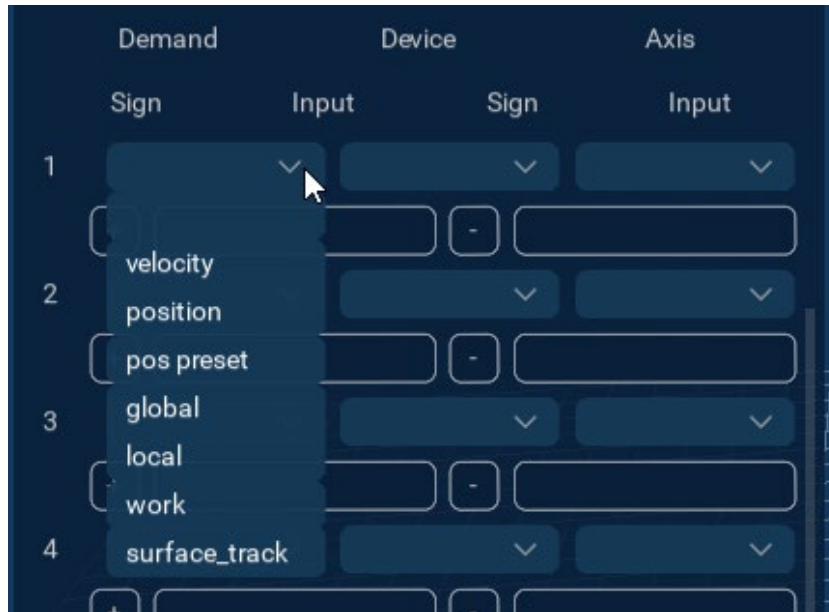 Demand Device Axis
Sign Input Sign Input
1
-
velocity
2
position
-
pos preset
global
3
local
-
work
4
surface_track
+ -